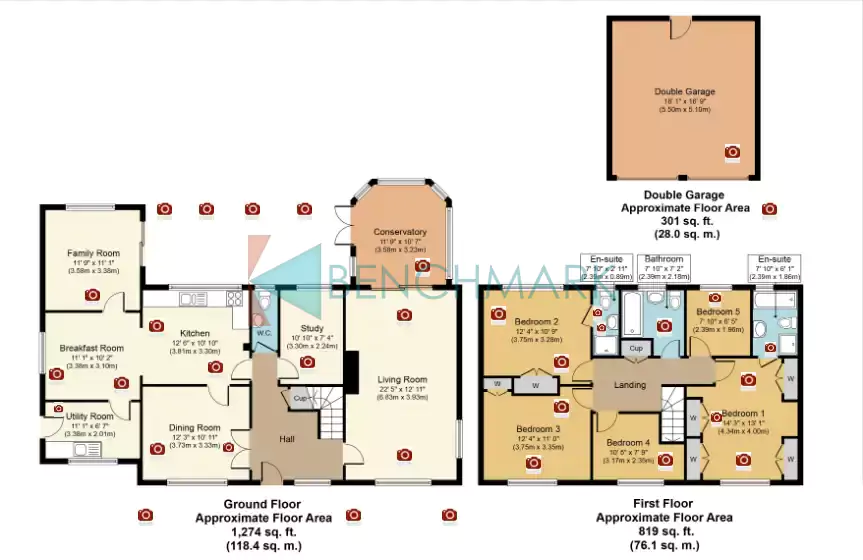 Double Garage
18' 1" x 16' 9"
(5.50m x 5.10m)
Double Garage
Approximate Floor Area
301 sq. ft.
(28.0 sq. m.)
Family Room
11' 9" x 11' 1"
(3.58m x 3.38m)
Conservatory
11' 9" x 10' 7"
(3.58m x 3.23m)
BENCHMARK
Kitchen
12' 6" x 10' 10"
(3.81m x 3.30m)
W.C.
Study
10' 10" x 7' 4"
(3.30m x 2.24m)
Breakfast Room
11' 1" x 10' 2"
(3.38m x 3.10m)
Living Room
22' 5" x 12' 11"
(6.83m x 3.93m)
Utility Room
11' 1" x 6' 7"
(3.38m x 2.01m)
Dining Room
12' 3" x 10' 11"
(3.73m x 3.33m)
Cup
Hall
Ground Floor
Approximate Floor Area
1,274 sq. ft.
(118.4 sq. m.)
En-suite
7' 10" x 2' 11"
(2.39m x 0.89m)
Bathroom
7' 10" x 7' 2"
(2.39m x 2.18m)
En-suite
7' 10" x 6' 1"
(2.39m x 1.86m)
Bedroom 2
12' 4" x 10' 9"
(3.75m x 3.28m)
Bedroom 5
7' 10" x 6' 5"
(2.39m x 1.96m)
Cup
W
W
W
Landing
Bedroom 3
12' 4" x 11' 0"
(3.75m x 3.35m)
Bedroom 4
10' 5" x 7' 9"
(3.17m x 2.35m)
W
Bedroom 1
14' 3" x 13' 1"
(4.34m x 4.00m)
W
W
First Floor
Approximate Floor Area
819 sq. ft.
(76.1 sq. m.)